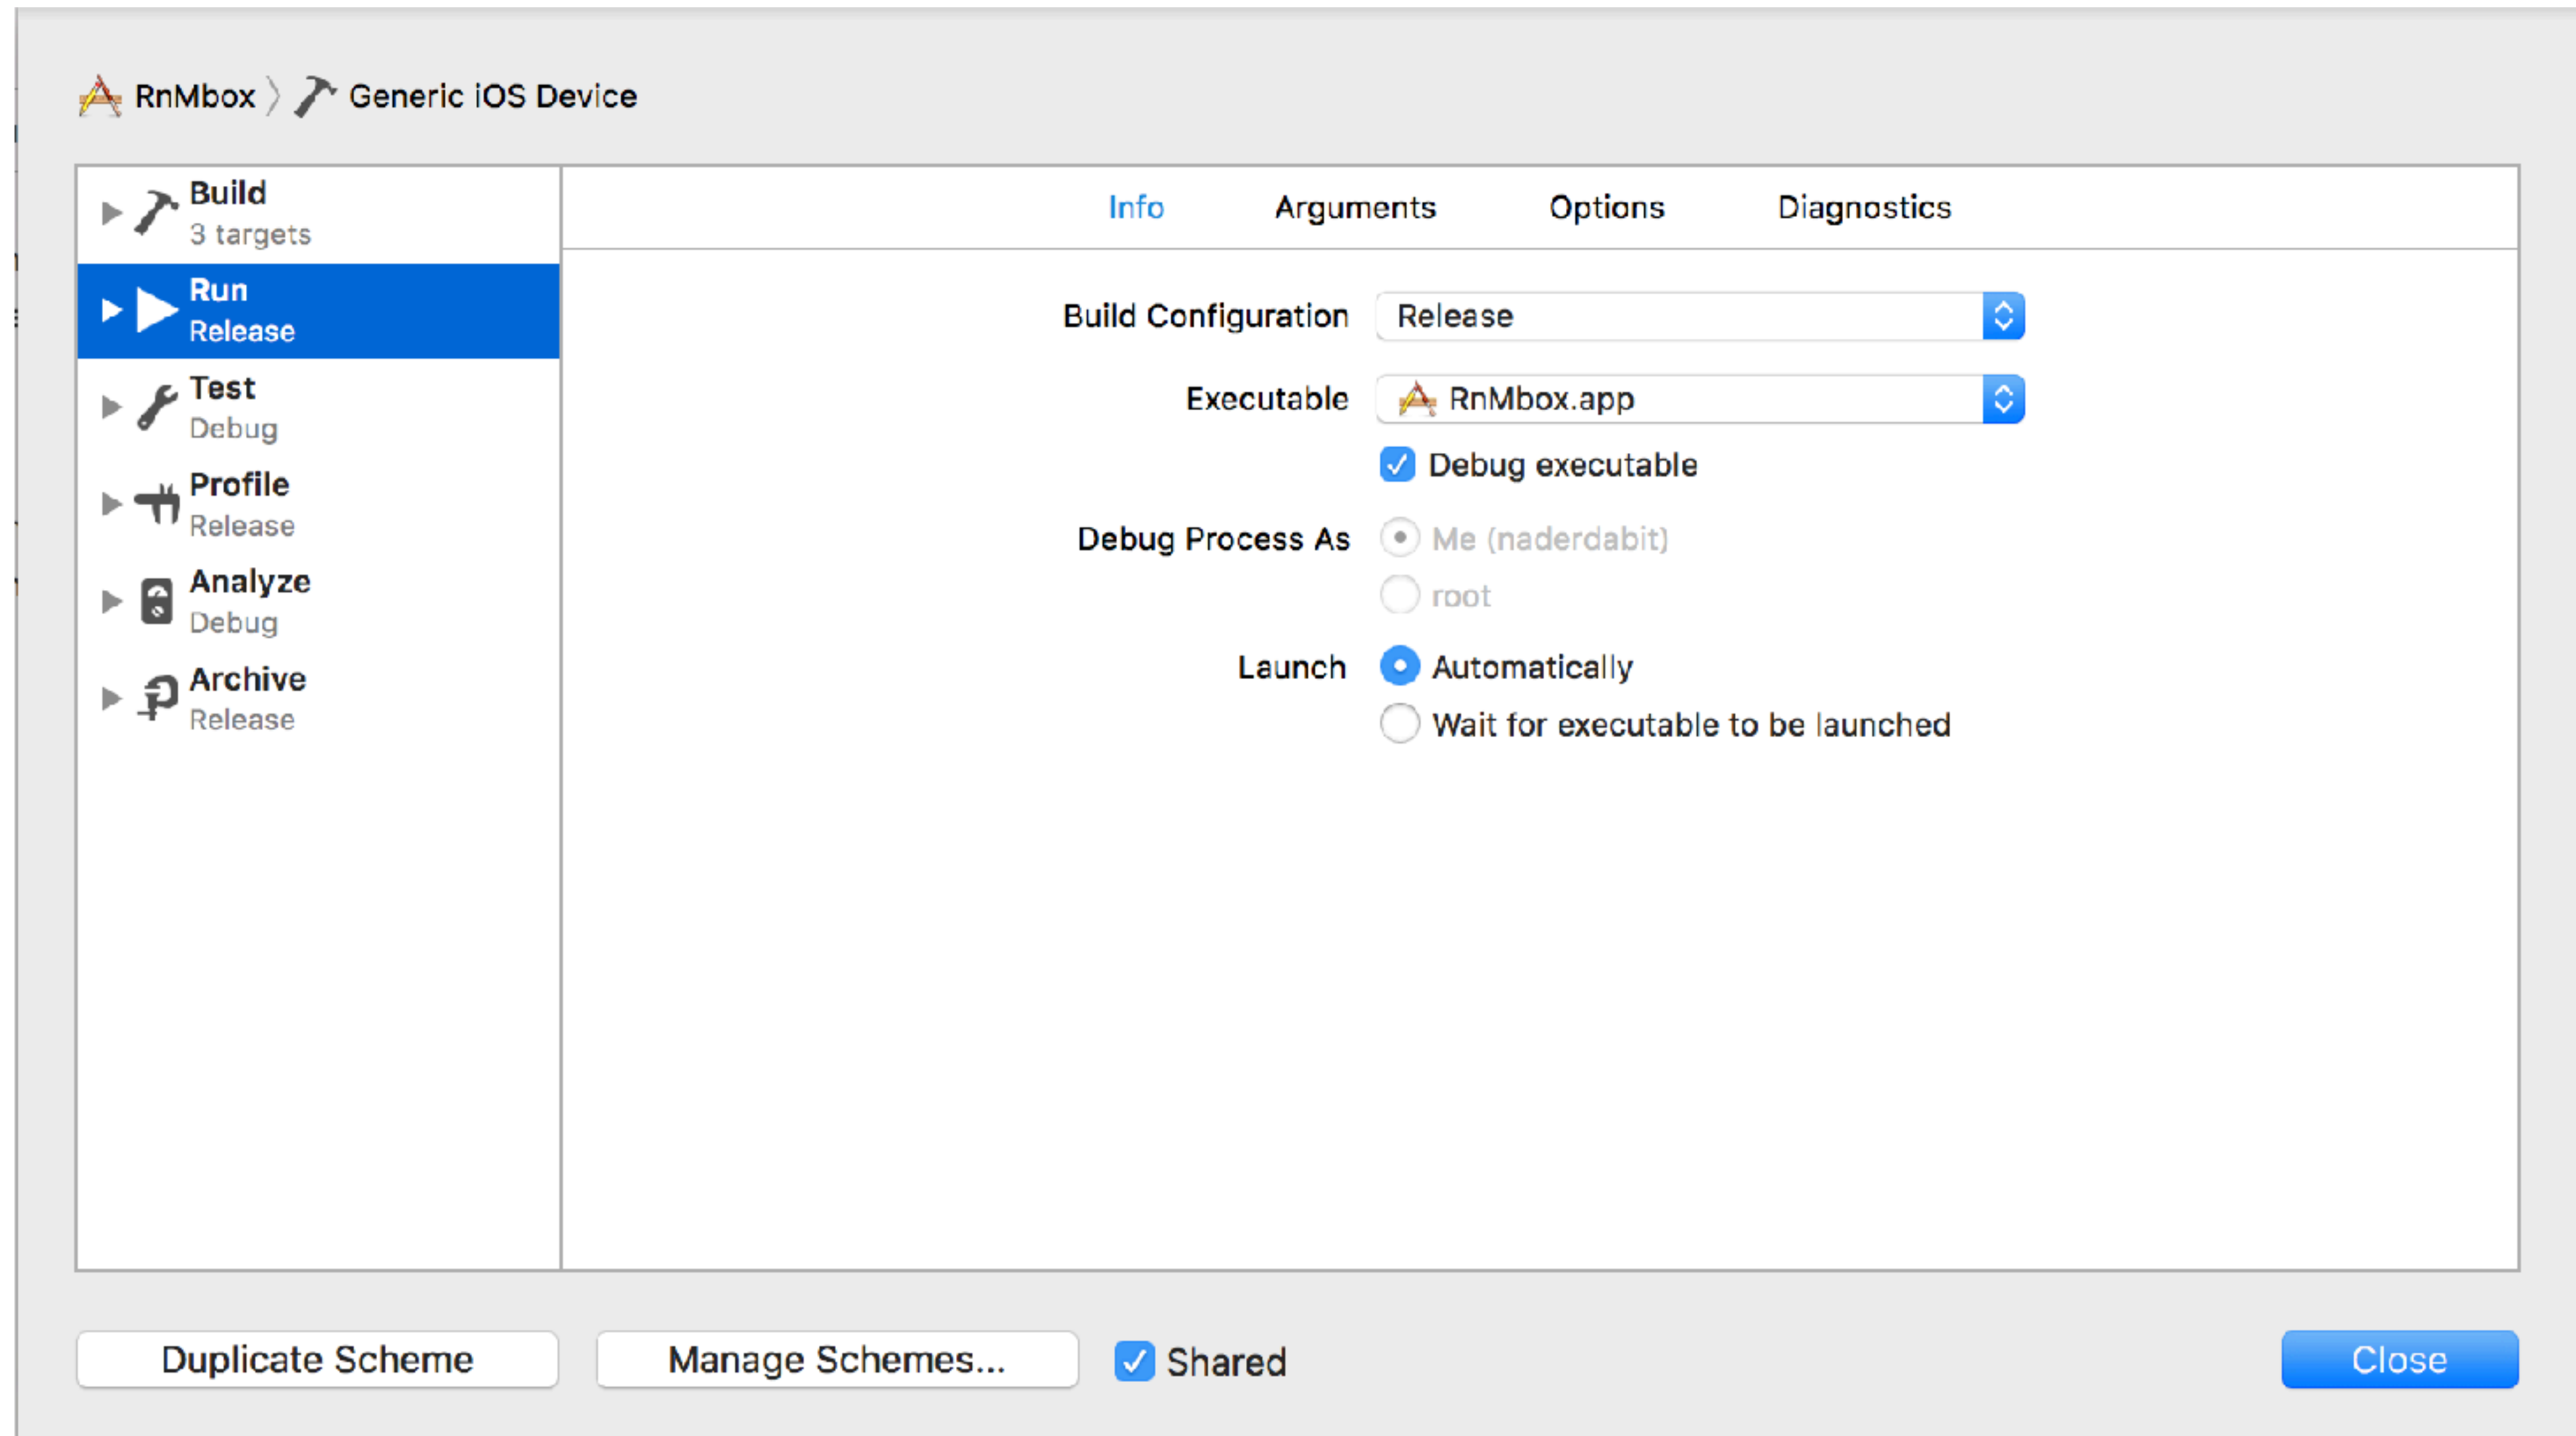 RnMbox Generic iOS Device
Build
3 targets
Run
Release
Test
Debug
Profile
Release
Analyze
Debug
Archive
Release
Info Arguments Options Diagnostics
Build Configuration Release
Executable RnMbox.app
Debug executable
Debug Process As Me (naderdabit)
root
Launch Automatically
Wait for executable to be launched
Duplicate Scheme Manage Schemes... Shared Close